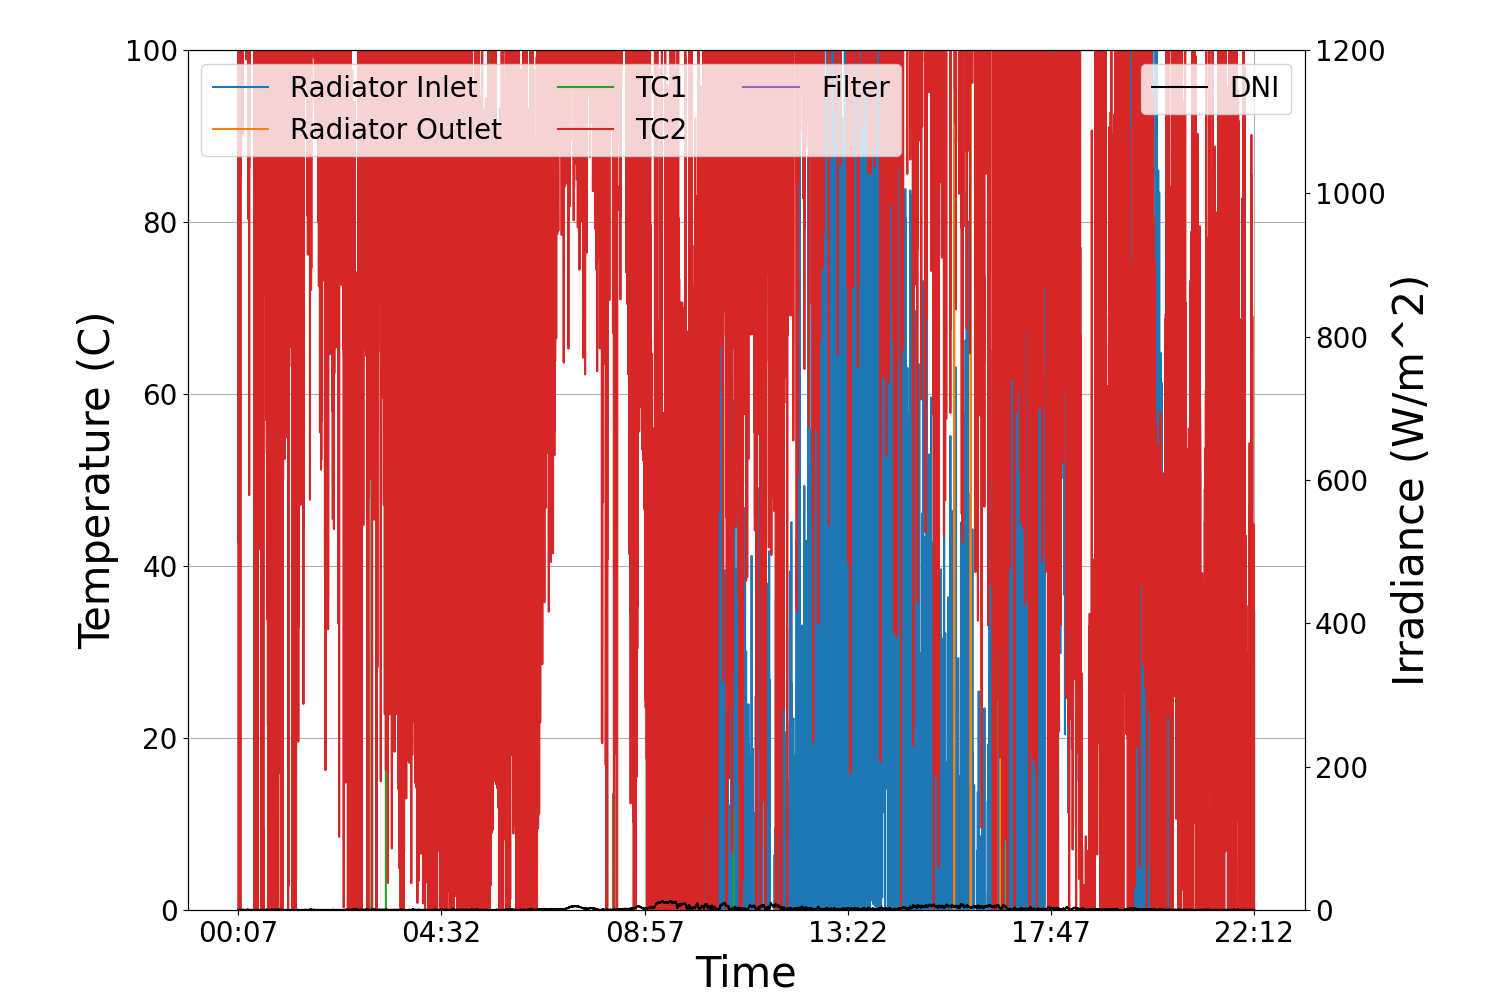 100
80
60
40
20
0
Temperature (C)
Radiator Inlet
Radiator Outlet
TC1
TC2
Filter
DNI
1200
1000
800
600
400
200
0
Irradiance (W/m^2)
00:07
04:32
08:57
13:22
17:47
22:12
Time